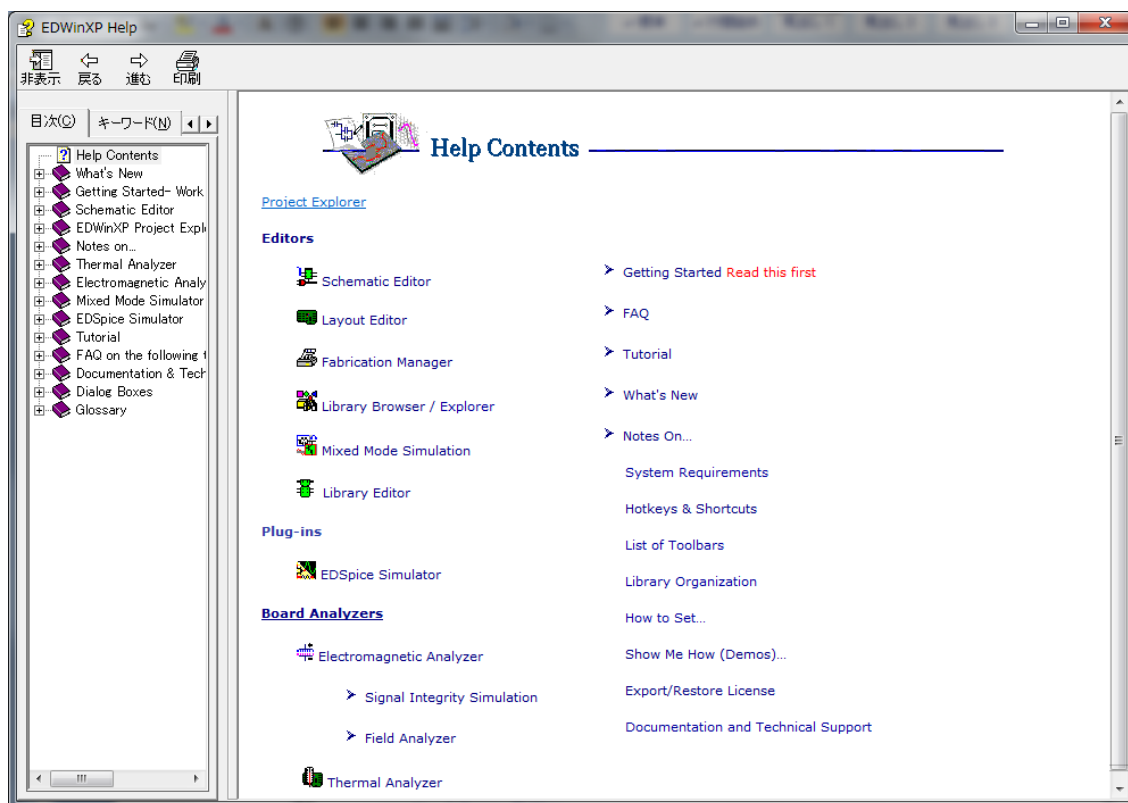 EDWinXP Help
非表示 戻る 進む 印刷
目次(C) キーワード(N)
Help Contents
What's New
Getting Started- Work
Schematic Editor
EDWinXP Project Expl
Notes on...
Thermal Analyzer
Electromagnetic Analy
Mixed Mode Simulator
EDSpice Simulator
Tutorial
FAQ on the following
Documentation & Tech
Dialog Boxes
Glossary
Help Contents
Project Explorer
Editors
Schematic Editor
Layout Editor
Fabrication Manager
Library Browser / Explorer
Mixed Mode Simulation
Library Editor
Plug-ins
EDSpice Simulator
Board Analyzers
Electromagnetic Analyzer
Signal Integrity Simulation
Field Analyzer
Thermal Analyzer
Getting Started Read this first
FAQ
Tutorial
What's New
Notes On...
System Requirements
Hotkeys & Shortcuts
List of Toolbars
Library Organization
How to Set...
Show Me How (Demos)...
Export/Restore License
Documentation and Technical Support